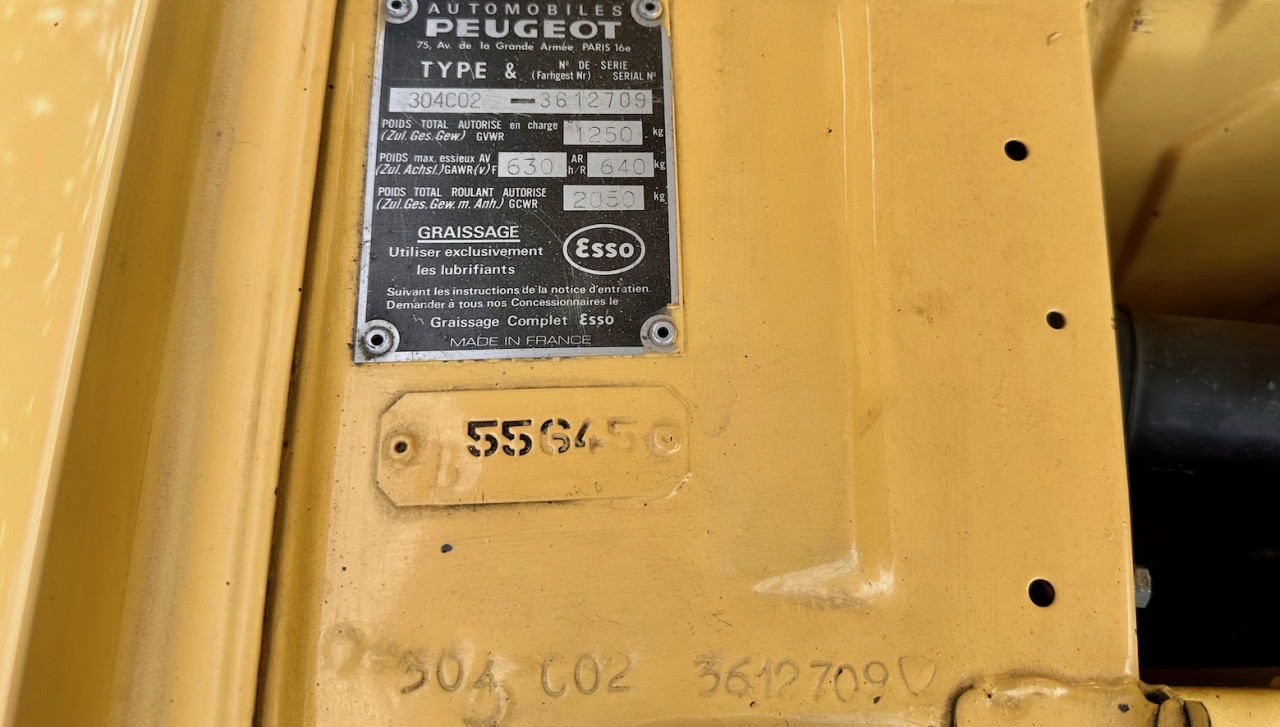 AUTOMOBILES
PEUGEOT
75, Av. de la Grande Armée PARIS 16e
TYPE & Nº DE SERIE
(Farhgest Nr) SERIAL Nº
304C02 — 3612709
POIDS TOTAL AUTORISE en charge 1250 kg
(Zul. Ges. Gew.) GVWR
POIDS max. essieux AV 630 AR 640 kg
(Zul. Achsl.) GAWR (v) F h/R
POIDS TOTAL ROULANT AUTORISE 2050 kg
(Zul. Ges. Gew. m. Anh.) GCWR
GRAISSAGE
Utiliser exclusivement
les lubrifiants
Esso
Suivant les instructions de la notice d'entretien.
Demander à tous nos Concessionnaires le
Graissage Complet Esso
MADE IN FRANCE
55645
304 C02 3612709